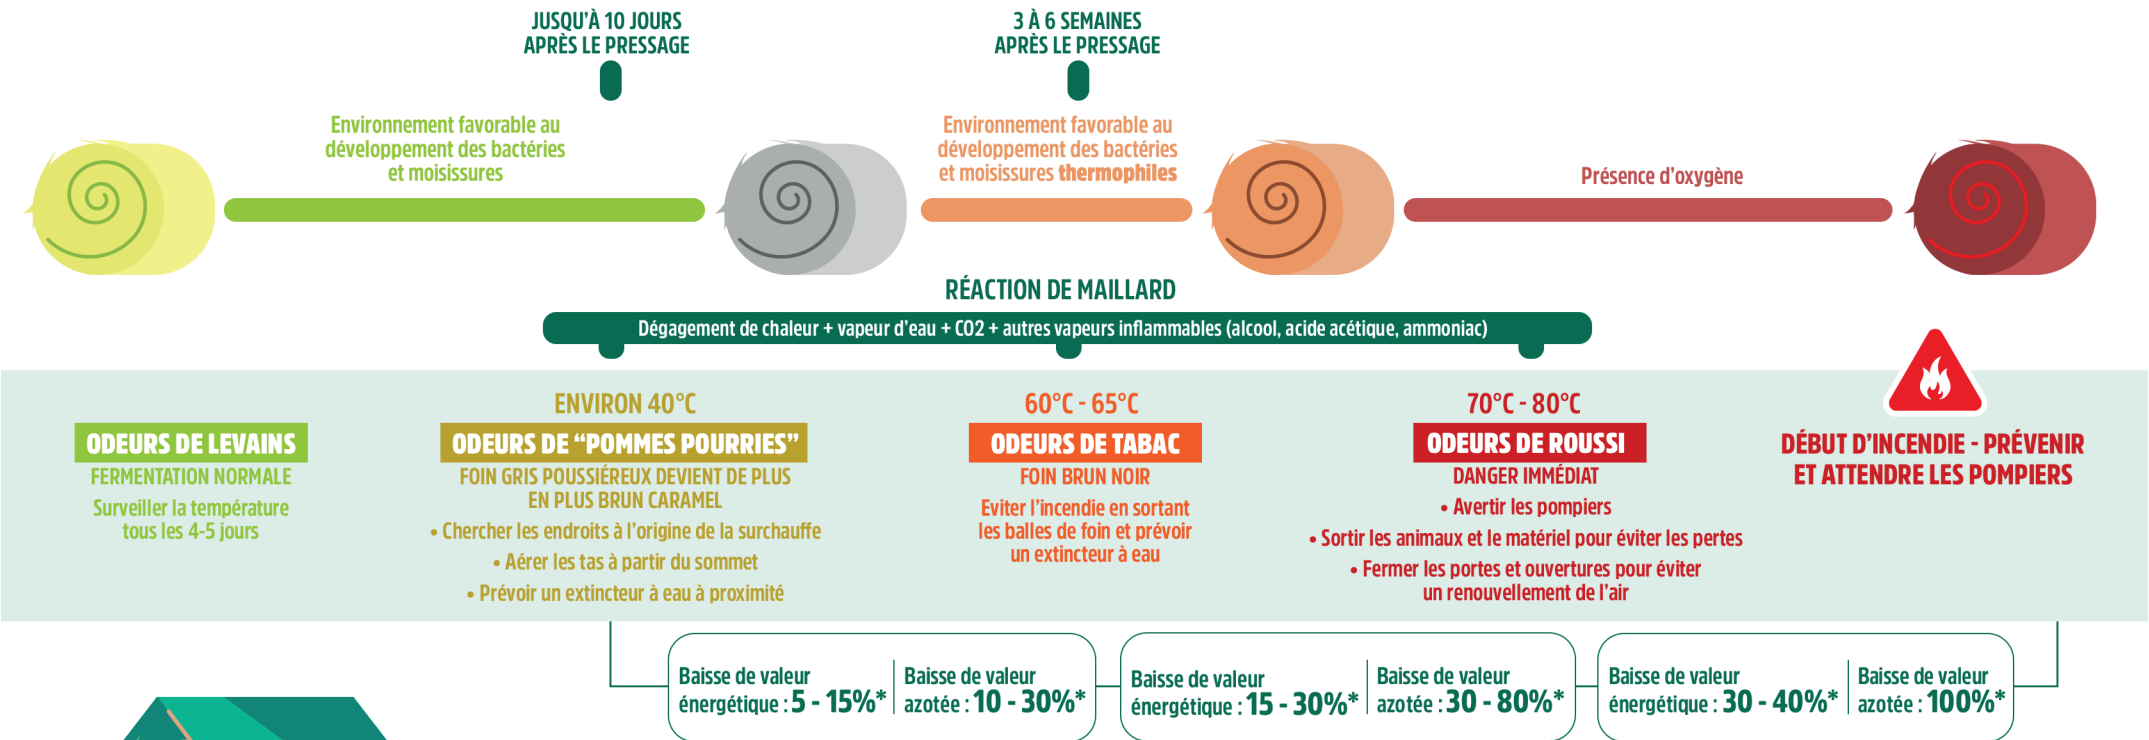 JUSQU'À 10 JOURS
APRÈS LE PRESSAGE
3 À 6 SEMAINES
APRÈS LE PRESSAGE
Environnement favorable au
développement des bactéries
et moisissures
Environnement favorable au
développement des bactéries
et moisissures thermophiles
Présence d'oxygène
RÉACTION DE MAILLARD
Dégagement de chaleur + vapeur d'eau + CO2 + autres vapeurs inflammables (alcool, acide acétique, ammoniac)
ODEURS DE LEVAINS
FERMENTATION NORMALE
Surveiller la température
tous les 4-5 jours
ENVIRON 40°C
ODEURS DE “POMMES POURRIES”
FOIN GRIS POUSSIÉREUX DEVIENT DE PLUS
EN PLUS BRUN CARAMEL
• Chercher les endroits à l'origine de la surchauffe
• Aérer les tas à partir du sommet
• Prévoir un extincteur à eau à proximité
60°C - 65°C
ODEURS DE TABAC
FOIN BRUN NOIR
Eviter l'incendie en sortant
les balles de foin et prévoir
un extincteur à eau
70°C - 80°C
ODEURS DE ROUSSI
DANGER IMMÉDIAT
• Avertir les pompiers
• Sortir les animaux et le matériel pour éviter les pertes
• Fermer les portes et ouvertures pour éviter
un renouvellement de l'air
DÉBUT D'INCENDIE - PRÉVENIR
ET ATTENDRE LES POMPIERS
Baisse de valeur
énergétique : 5 - 15%*
Baisse de valeur
azotée : 10 - 30%*
Baisse de valeur
énergétique : 15 - 30%*
Baisse de valeur
azotée : 30 - 80%*
Baisse de valeur
énergétique : 30 - 40%*
Baisse de valeur
azotée : 100%*